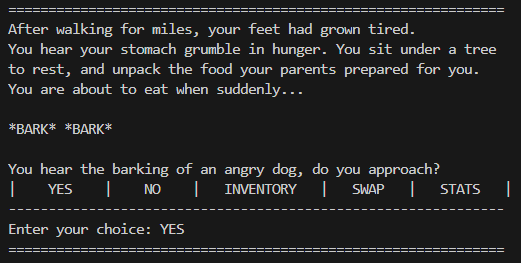 ================================================================
After walking for miles, your feet had grown tired.
You hear your stomach grumble in hunger. You sit under a tree
to rest, and unpack the food your parents prepared for you.
You are about to eat when suddenly...
*BARK* *BARK*
You hear the barking of an angry dog, do you approach?
|    YES    |    NO    |    INVENTORY    |    SWAP    |    STATS    |
----------------------------------------------------------------
Enter your choice: YES
================================================================